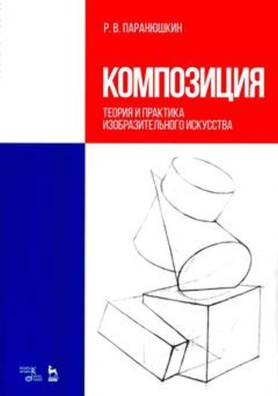 Р. В. ПАРАНЮШКИН
КОМПОЗИЦИЯ
ТЕОРИЯ И ПРАКТИКА
ИЗОБРАЗИТЕЛЬНОГО ИСКУССТВА